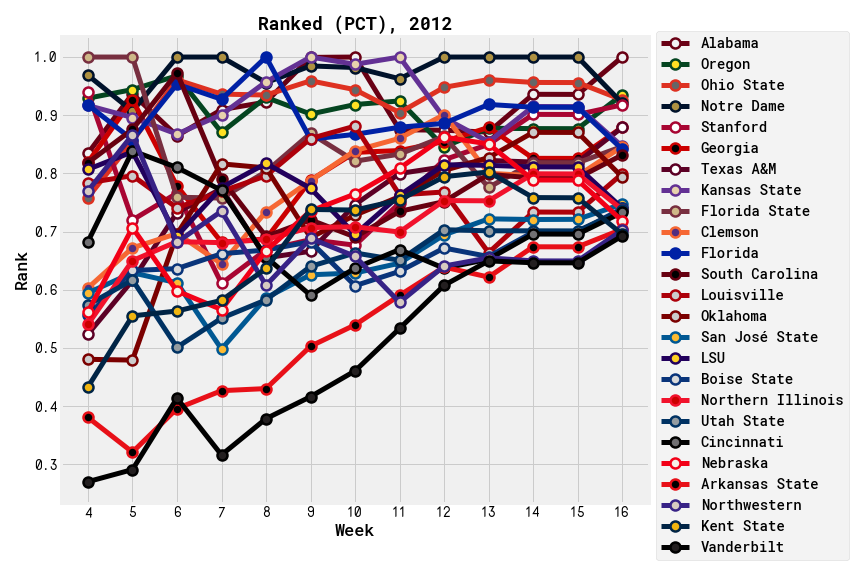 Ranked (PCT), 2012
Rank
1.0
0.9
0.8
0.7
0.6
0.5
0.4
0.3
4 5 6 7 8 9 10 11 12 13 14 15 16
Week
Alabama
Oregon
Ohio State
Notre Dame
Stanford
Georgia
Texas A&M
Kansas State
Florida State
Clemson
Florida
South Carolina
Louisville
Oklahoma
San José State
LSU
Boise State
Northern Illinois
Utah State
Cincinnati
Nebraska
Arkansas State
Northwestern
Kent State
Vanderbilt